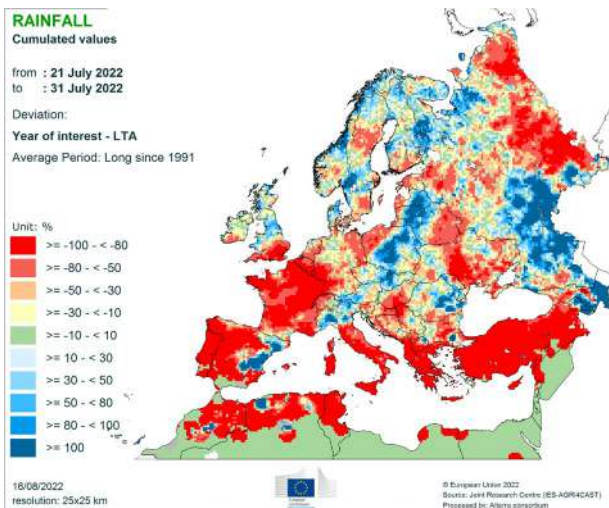 RAINFALL
Cumulated values
from : 21 July 2022
to : 31 July 2022
Deviation:
Year of interest - LTA
Average Period: Long since 1991
Unit: %
>= -100 - < -80
>= -80 - < -50
>= -50 - < -30
>= -30 - < -10
>= -10 - < 10
>= 10 - < 30
>= 30 - < 50
>= 50 - < 80
>= 80 - < 100
>= 100
16/08/2022
resolution: 25x25 km
© European Union 2022
Source: Joint Research Centre (IES-AGRI4CAST)
Processed by: Alterra consortium